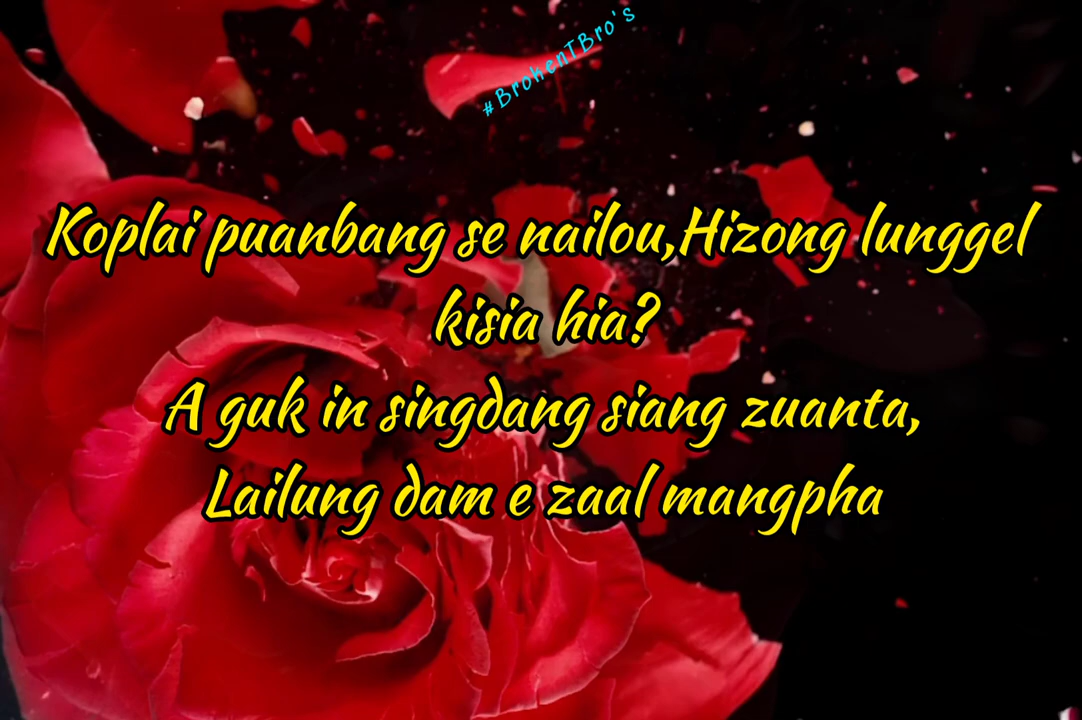 #BrokenTBro's
Koplai puanbang se nailou,Hizong lunggel
kisia hia?
A guk in singdang siang zuanta,
Lailung dam e zaal mangpha